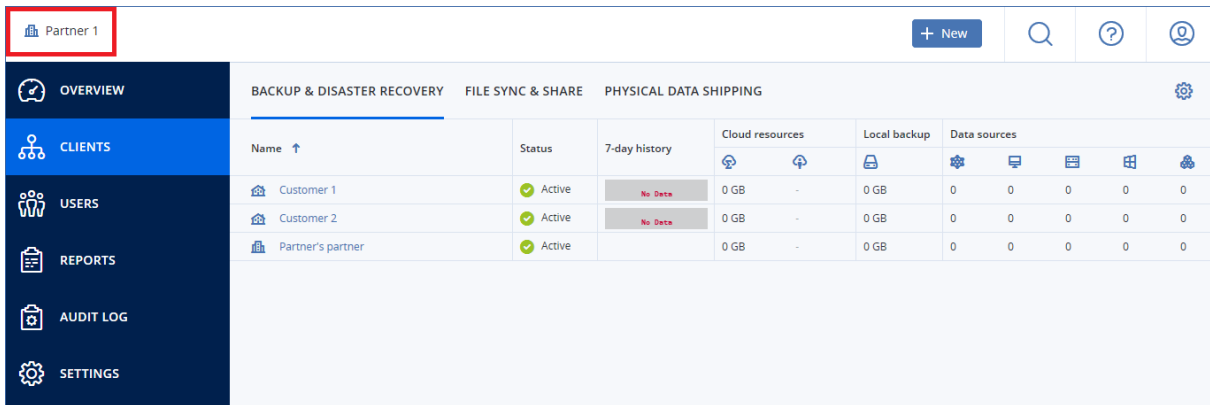 Partner 1
+ New
OVERVIEW
CLIENTS
USERS
REPORTS
AUDIT LOG
SETTINGS
BACKUP & DISASTER RECOVERY FILE SYNC & SHARE PHYSICAL DATA SHIPPING
Name ↑ Status 7-day history Cloud resources Local backup Data sources
Customer 1 Active No Data 0 GB - 0 GB 0 0 0 0 0
Customer 2 Active No Data 0 GB - 0 GB 0 0 0 0 0
Partner's partner Active 0 GB - 0 GB 0 0 0 0 0